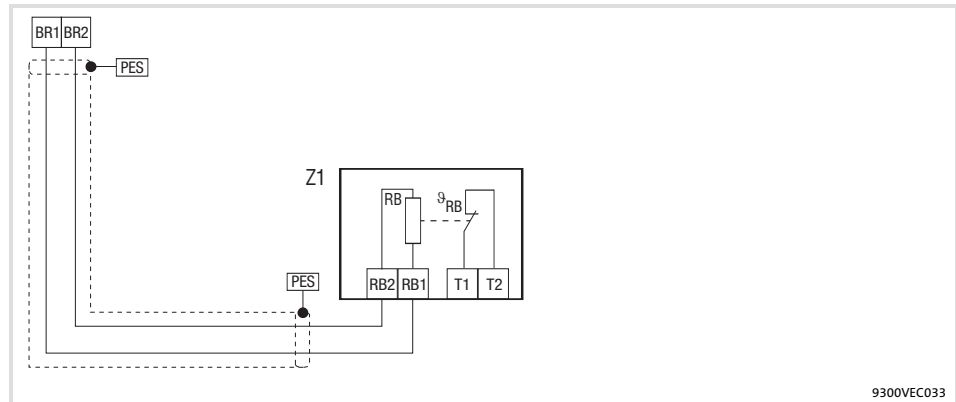 BR1 BR2
PES
Z1
RB ϑRB
PES
RB2 RB1 T1 T2
9300VEC033